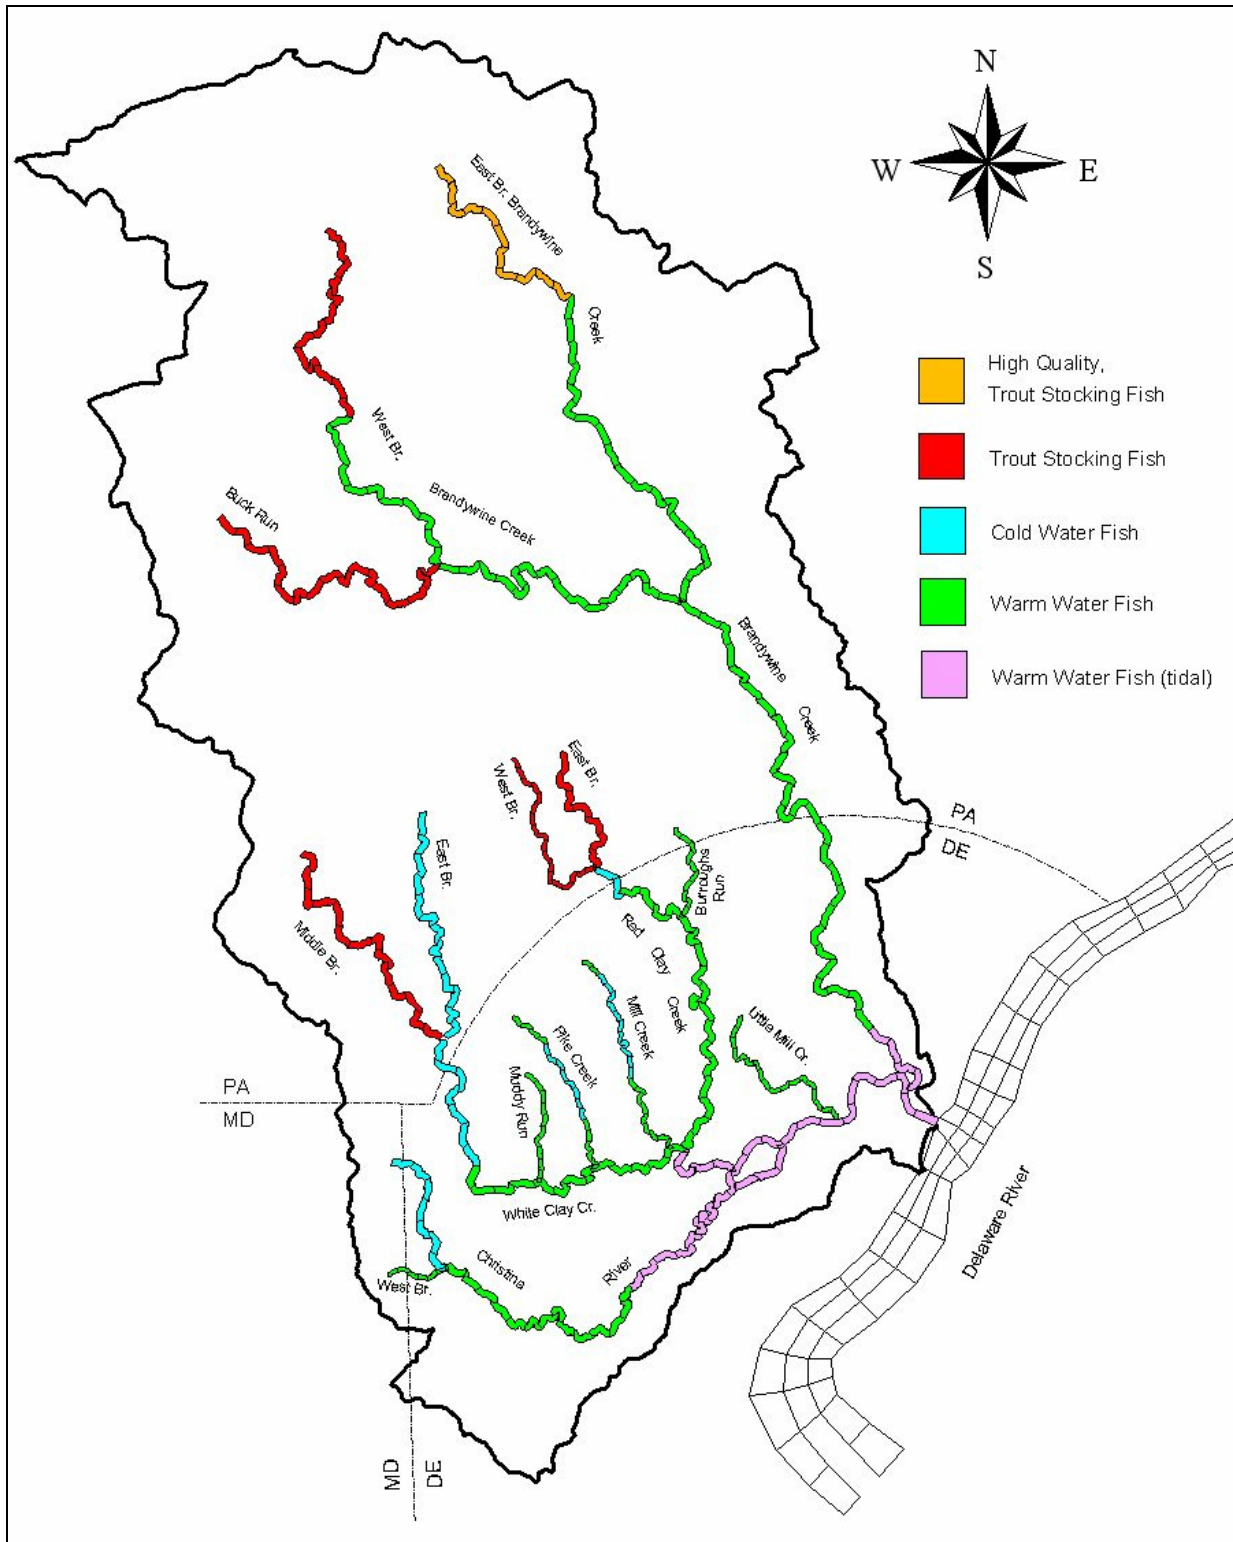 N
W
E
S
East Br. Brandywine
Creek
High Quality,
Trout Stocking Fish
Trout Stocking Fish
Cold Water Fish
Warm Water Fish
Warm Water Fish (tidal)
West Br.
Brandywine Creek
Buck Run
Brandywine
Creek
East Br.
West Br.
PA
DE
East Br.
Burroughs
Run
Middle Br.
Red Clay Creek
Mill Creek
Pike Creek
Muddy Run
Little Mill Cr.
PA
MD
White Clay Cr.
Christina
River
West Br.
Delaware River
MD
DE